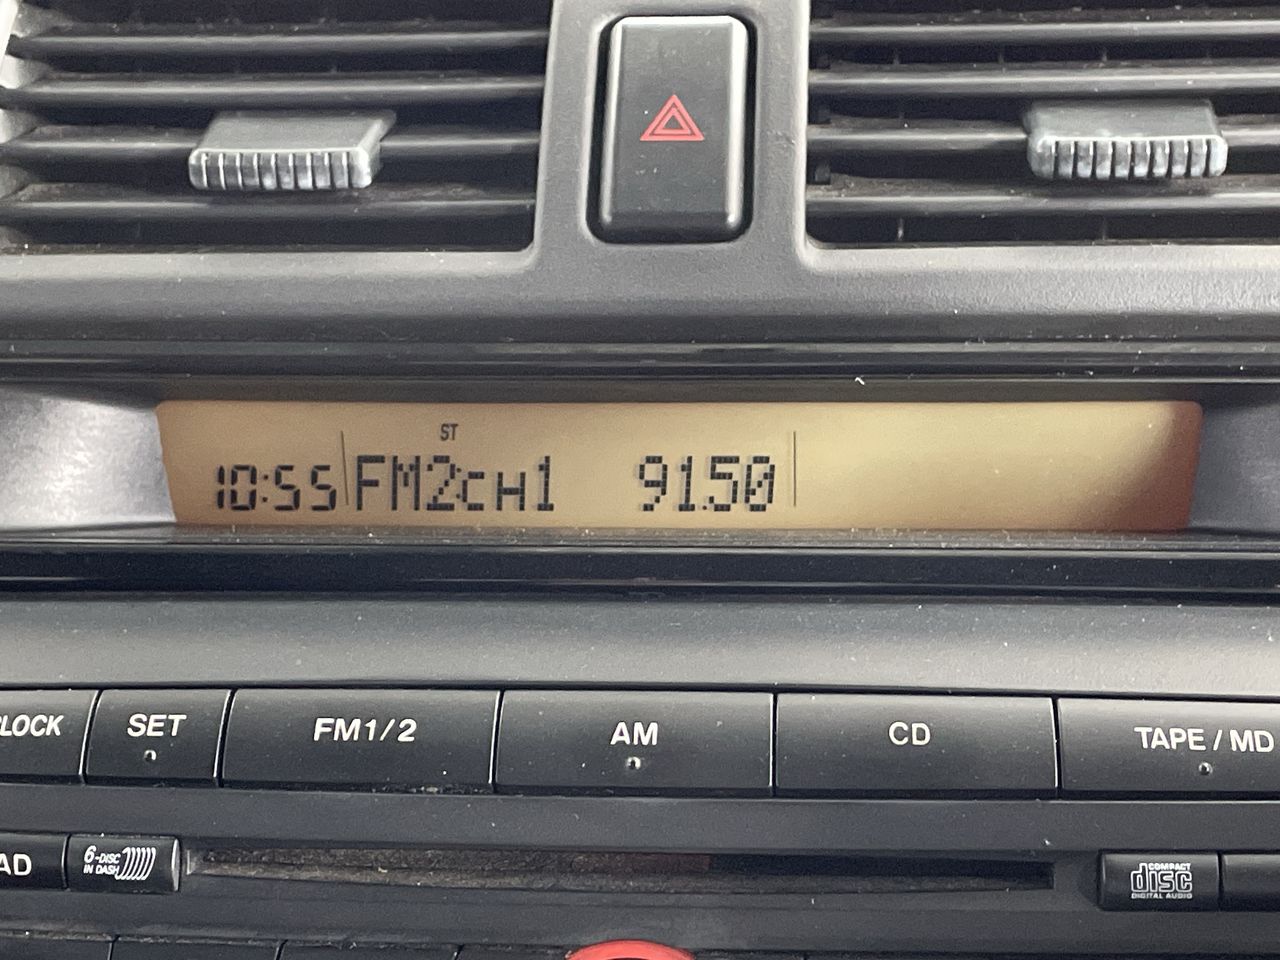 ST
10:55 FM2CH1 91.50
CLOCK SET FM1/2 AM CD TAPE / MD
AD 6-DISC IN DASH COMPACT disc DIGITAL AUDIO